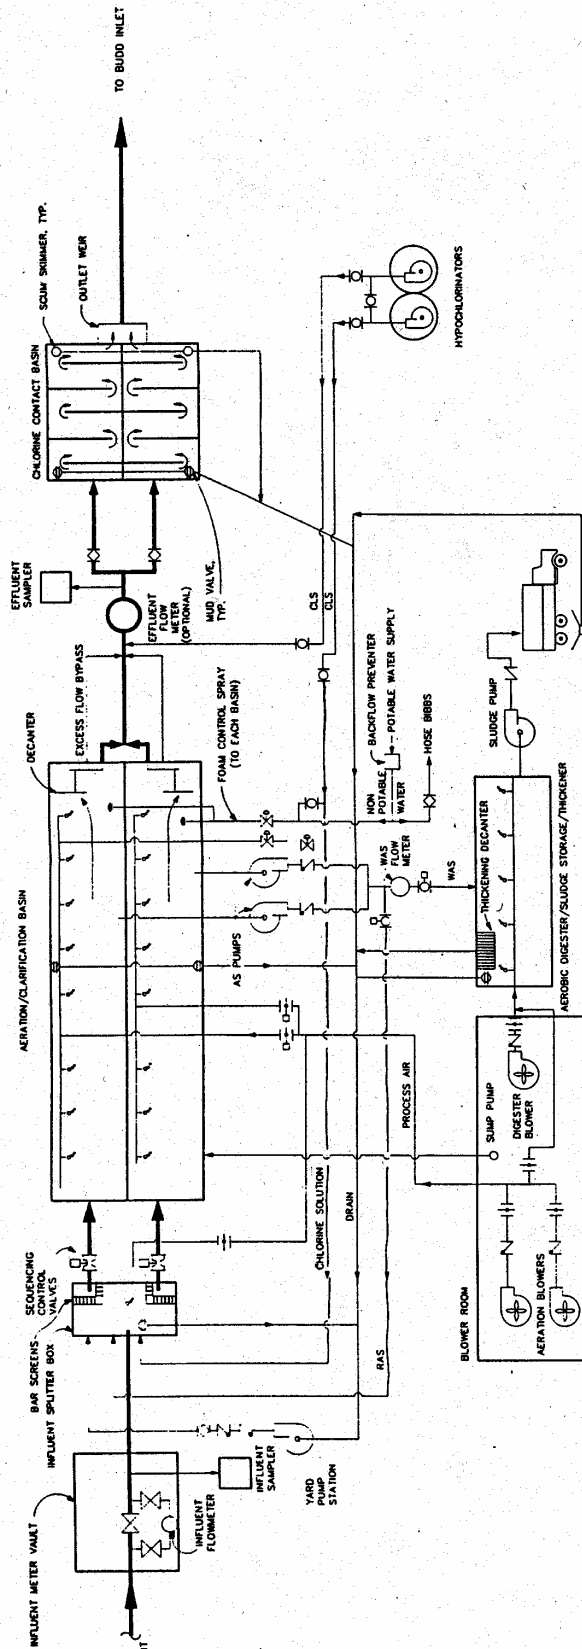 TO BUDD INLET
SCUM SKIMMER, TYP.
OUTLET WEIR
CHLORINE CONTACT BASIN
HYPOCHLORINATORS
EFFLUENT
SAMPLER
EFFLUENT
FLOW
METER
(OPTIONAL)
MUD VALVE,
TYP.
CLS
CLS
EXCESS FLOW BYPASS
DECANTER
FOAM CONTROL SPRAY
(TO EACH BASIN)
BACKFLOW PREVENTER
POTABLE WATER SUPPLY
NON
POTABLE
WATER
HOSE BIBBS
SLUDGE PUMP
WAS FLOW
METER
WAS
THICKENING DECANTER
AEROBIC DIGESTER/SLUDGE STORAGE/THICKENER
AERATION/CLARIFICATION BASIN
AS PUMPS
PROCESS AIR
SUMP PUMP
DIGESTER
BLOWER
CHLORINE SOLUTION
DRAIN
RAS
BLOWER ROOM
AERATION BLOWERS
SEQUENCING
CONTROL
VALVES
BAR SCREENS
INFLUENT SPLITTER BOX
INFLUENT
SAMPLER
YARD
PUMP
STATION
INFLUENT METER VAULT
INFLUENT
FLOWMETER